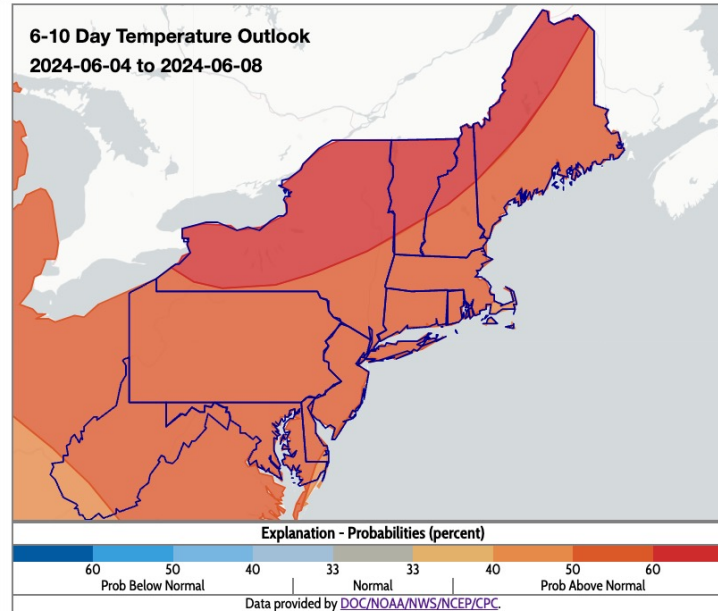 6-10 Day Temperature Outlook
2024-06-04 to 2024-06-08
Explanation - Probabilities (percent)
60 50 40 33 33 40 50 60
Prob Below Normal | Normal | Prob Above Normal
Data provided by DOC/NOAA/NWS/NCEP/CPC.